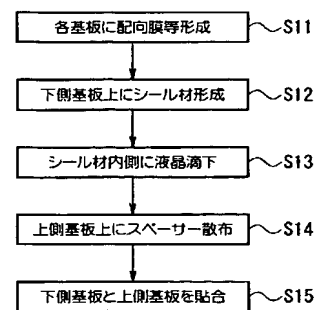 各基板に配向膜等形成 S11
下側基板上にシール材形成 S12
シール材内側に液晶滴下 S13
上側基板上にスペーサー散布 S14
下側基板と上側基板を貼合 S15